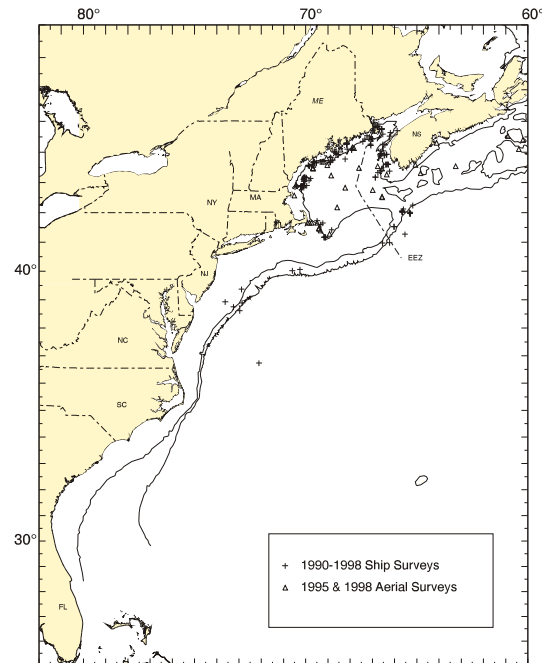 80° 70° 60°
ME
NS
NY MA
EEZ
40° NJ
NC
SC
30°
1990-1998 Ship Surveys
1995 & 1998 Aerial Surveys
FL